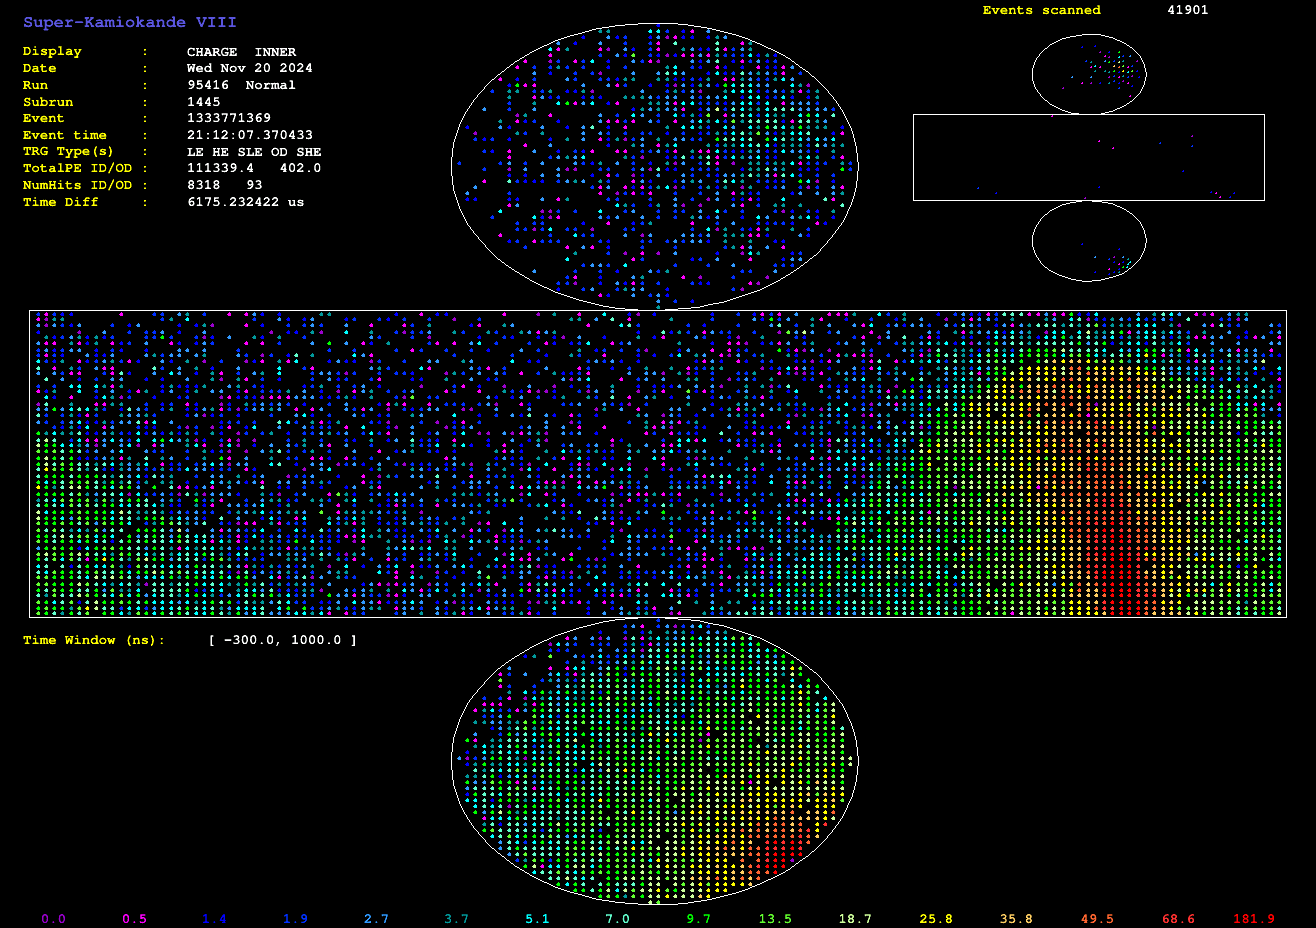 Super-Kamiokande VIII
Events scanned 41901
Display : CHARGE INNER
Date : Wed Nov 20 2024
Run : 95416 Normal
Subrun : 1445
Event : 1333771369
Event time : 21:12:07.370433
TRG Type(s) : LE HE SLE OD SHE
TotalPE ID/OD : 111339.4 402.0
NumHits ID/OD : 8318 93
Time Diff : 6175.232422 us
Time Window (ns): [ -300.0, 1000.0 ]
0.0 0.5 1.4 1.9 2.7 3.7 5.1 7.0 9.7 13.5 18.7 25.8 35.8 49.5 68.6 181.9